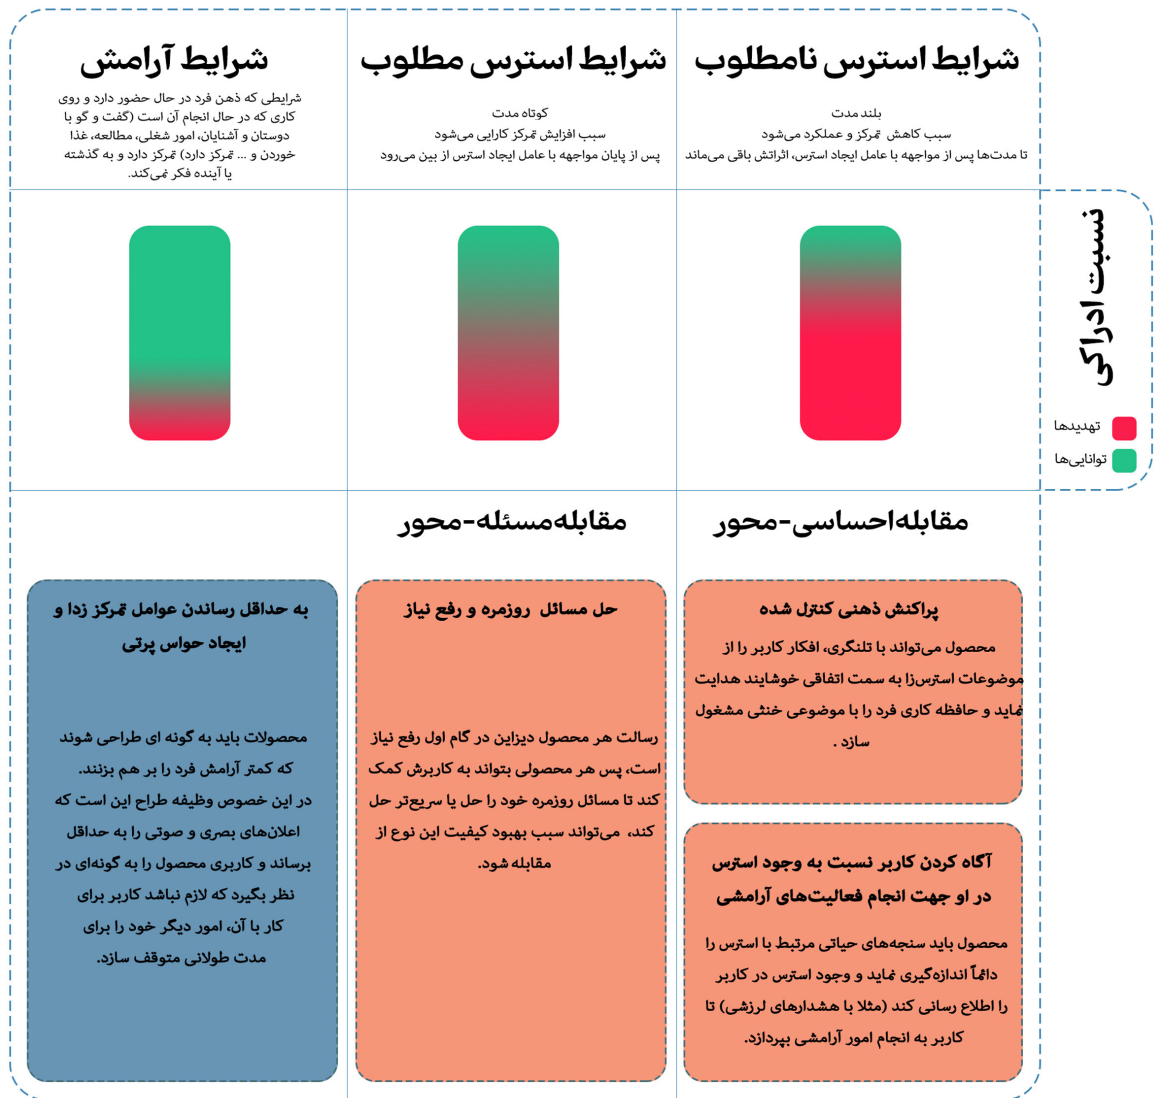 شرایط استرس نامطلوب
بلند مدت
سبب کاهش تمرکز و عملکرد می‌شود
تا مدت‌ها پس از مواجهه با عامل ایجاد استرس، اثراتش باقی می‌ماند
شرایط استرس مطلوب
کوتاه مدت
سبب افزایش تمرکز کارایی می‌شود
پس از پایان مواجهه با عامل ایجاد استرس از بین می‌رود
شرایط آرامش
شرایطی که ذهن فرد در حال حضور دارد و روی
کاری که در حال انجام آن است (گفت و گو با
دوستان و آشنایان، امور شغلی، مطالعه، غذا
خوردن و ... تمرکز دارد) تمرکز دارد و به گذشته
یا آینده فکر نمی‌کند.
نسبت ادراکی
تهدیدها
توانایی‌ها
مقابله‌احساسی-محور
پراکنش ذهنی کنترل شده
محصول می‌تواند با تلنگری، افکار کاربر را از
موضوعات استرس‌زا به سمت اتفاقی خوشایند هدایت
نماید و حافظه کاری فرد را با موضوعی خنثی مشغول
سازد .
آگاه کردن کاربر نسبت به وجود استرس
در او جهت انجام فعالیت‌های آرامشی
محصول باید سنجه‌های حیاتی مرتبط با استرس را
دائماً اندازه‌گیری نماید و وجود استرس در کاربر
را اطلاع رسانی کند (مثلا با هشدارهای لرزشی) تا
کاربر به انجام امور آرامشی بپردازد.
مقابله‌مسئله-محور
حل مسائل روزمره و رفع نیاز
رسالت هر محصول دیزاین در گام اول رفع نیاز
است، پس هر محصولی بتواند به کاربرش کمک
کند تا مسائل روزمره خود را حل یا سریع‌تر حل
کند، می‌تواند سبب بهبود کیفیت این نوع از
مقابله شود.
به حداقل رساندن عوامل تمرکز زدا و
ایجاد حواس پرتی
محصولات باید به گونه ای طراحی شوند
که کمتر آرامش فرد را بر هم بزنند.
در این خصوص وظیفه طراح این است که
اعلان‌های بصری و صوتی را به حداقل
برساند و کاربری محصول را به گونه‌ای در
نظر بگیرد که لازم نباشد کاربر برای
کار با آن، امور دیگر خود را برای
مدت طولانی متوقف سازد.